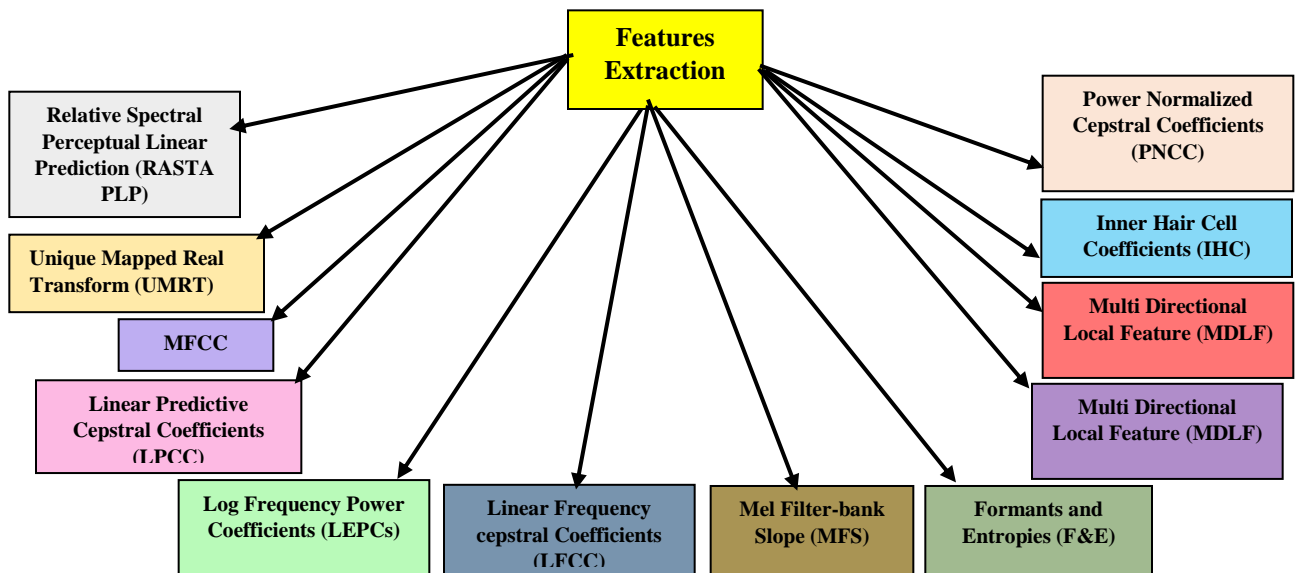 Features
Extraction
Relative Spectral
Perceptual Linear
Prediction (RASTA
PLP)
Unique Mapped Real
Transform (UMRT)
MFCC
Linear Predictive
Cepstral Coefficients
(LPCC)
Log Frequency Power
Coefficients (LEPCs)
Linear Frequency
cepstral Coefficients
(LFCC)
Mel Filter-bank
Slope (MFS)
Formants and
Entropies (F&E)
Power Normalized
Cepstral Coefficients
(PNCC)
Inner Hair Cell
Coefficients (IHC)
Multi Directional
Local Feature (MDLF)
Multi Directional
Local Feature (MDLF)